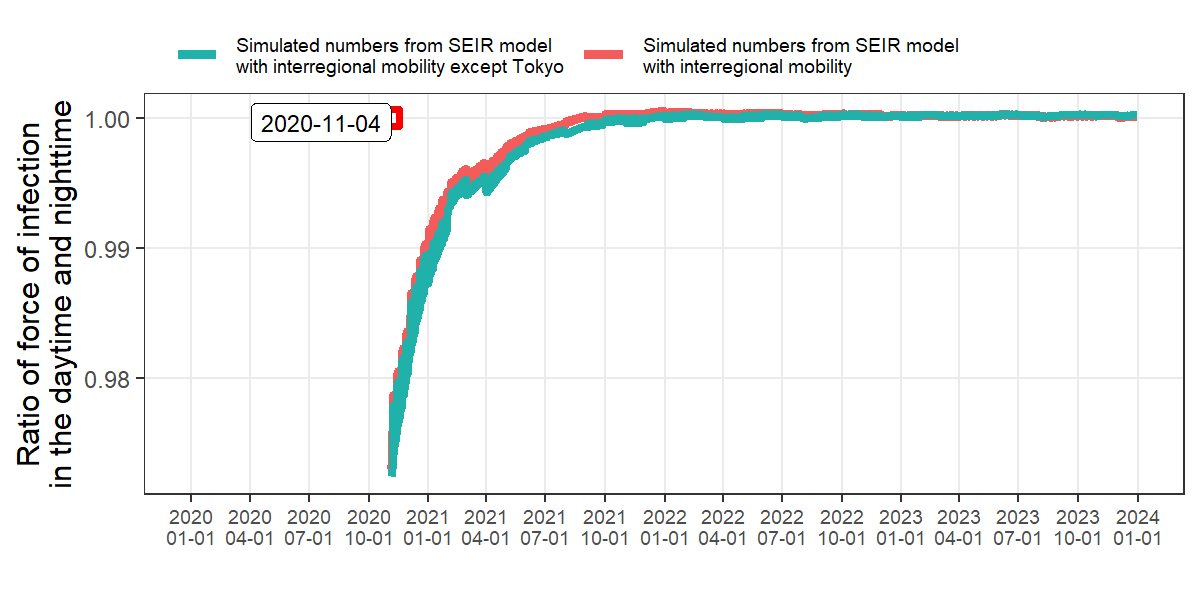 Simulated numbers from SEIR model
with interregional mobility except Tokyo
Simulated numbers from SEIR model
with interregional mobility
Ratio of force of infection
in the daytime and nighttime
1.00
0.99
0.98
2020-11-04
2020 2020 2020 2020 2021 2021 2021 2021 2022 2022 2022 2022 2023 2023 2023 2023 2024
01-01 04-01 07-01 10-01 01-01 04-01 07-01 10-01 01-01 04-01 07-01 10-01 01-01 04-01 07-01 10-01 01-01